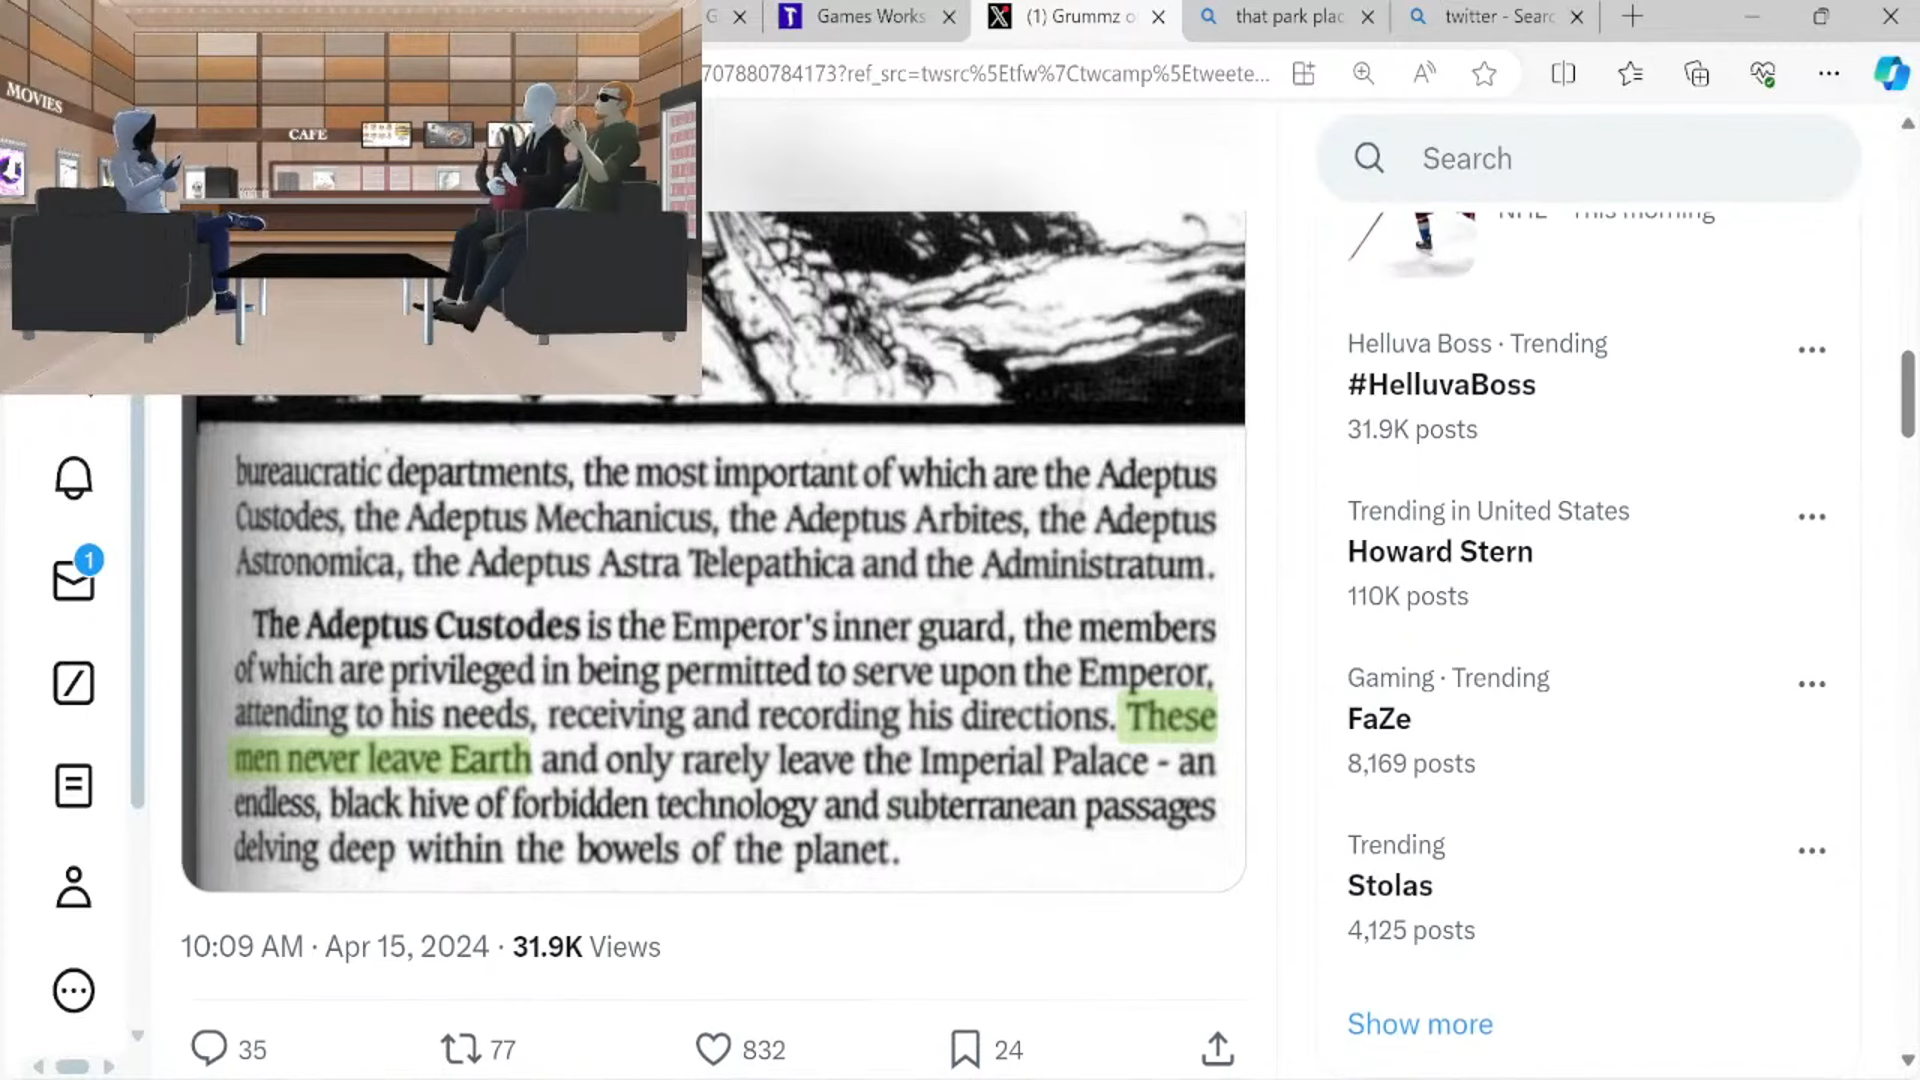 MOVIES
CAFE
G
Games Works
(1) Grummz o
that park plac
twitter - Searc
707880784173?ref_src=twsrc%5Etfw%7Ctwcamp%5Etweete...
Search
NHL · This morning
Helluva Boss · Trending
#HelluvaBoss
31.9K posts
Trending in United States
Howard Stern
110K posts
Gaming · Trending
FaZe
8,169 posts
Trending
Stolas
4,125 posts
Show more
1
bureaucratic departments, the most important of which are the Adeptus
Custodes, the Adeptus Mechanicus, the Adeptus Arbites, the Adeptus
Astronomica, the Adeptus Astra Telepathica and the Administratum.
The Adeptus Custodes is the Emperor's inner guard, the members
of which are privileged in being permitted to serve upon the Emperor,
attending to his needs, receiving and recording his directions. These
men never leave Earth and only rarely leave the Imperial Palace - an
endless, black hive of forbidden technology and subterranean passages
delving deep within the bowels of the planet.
10:09 AM · Apr 15, 2024 · 31.9K Views
35
77
832
24